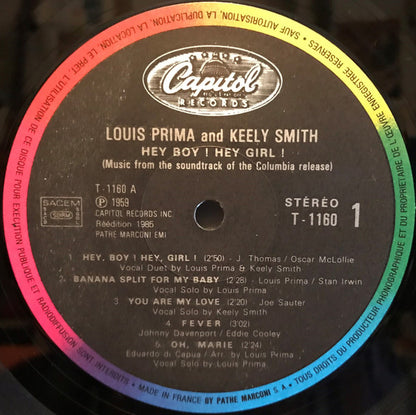 Capitol
RECORDS
LOUIS PRIMA and KEELY SMITH
HEY BOY ! HEY GIRL !
(Music from the soundtrack of the Columbia release)
T - 1160 A
Ⓟ 1959
CAPITOL RECORDS INC
Réédition 1985
PATHE MARCONI EMI
SACEM
STÉRÉO
T - 1160
1
1 - HEY, BOY ! HEY, GIRL ! (2'50) - J. Thomas / Oscar McLollie
Vocal Duet by Louis Prima & Keely Smith
2 - BANANA SPLIT FOR MY BABY (2'28) - Louis Prima / Stan Irwin
Vocal Solo by Louis Prima
3 - YOU ARE MY LOVE (2'20) - Joe Sauter
Vocal Solo by Keely Smith
4 - FEVER (3'02)
Johnny Davenport / Eddie Cooley
5 - OH, MARIE (2'24)
Eduardo di Capua / Arr. by Louis Prima
Vocal Solo by Louis Prima
TOUS DROITS DU PRODUCTEUR PHONOGRAPHIQUE ET DU PROPRIÉTAIRE DE L'ŒUVRE ENREGISTRÉE RÉSERVÉS - SAUF AUTORISATION, LA DUPLICATION, LA LOCATION, LE PRÊT, L'UTILISATION DE CE DISQUE POUR EXÉCUTION PUBLIQUE ET RADIODIFFUSION SONT INTERDITS - MADE IN FRANCE BY PATHE MARCONI S.A. -